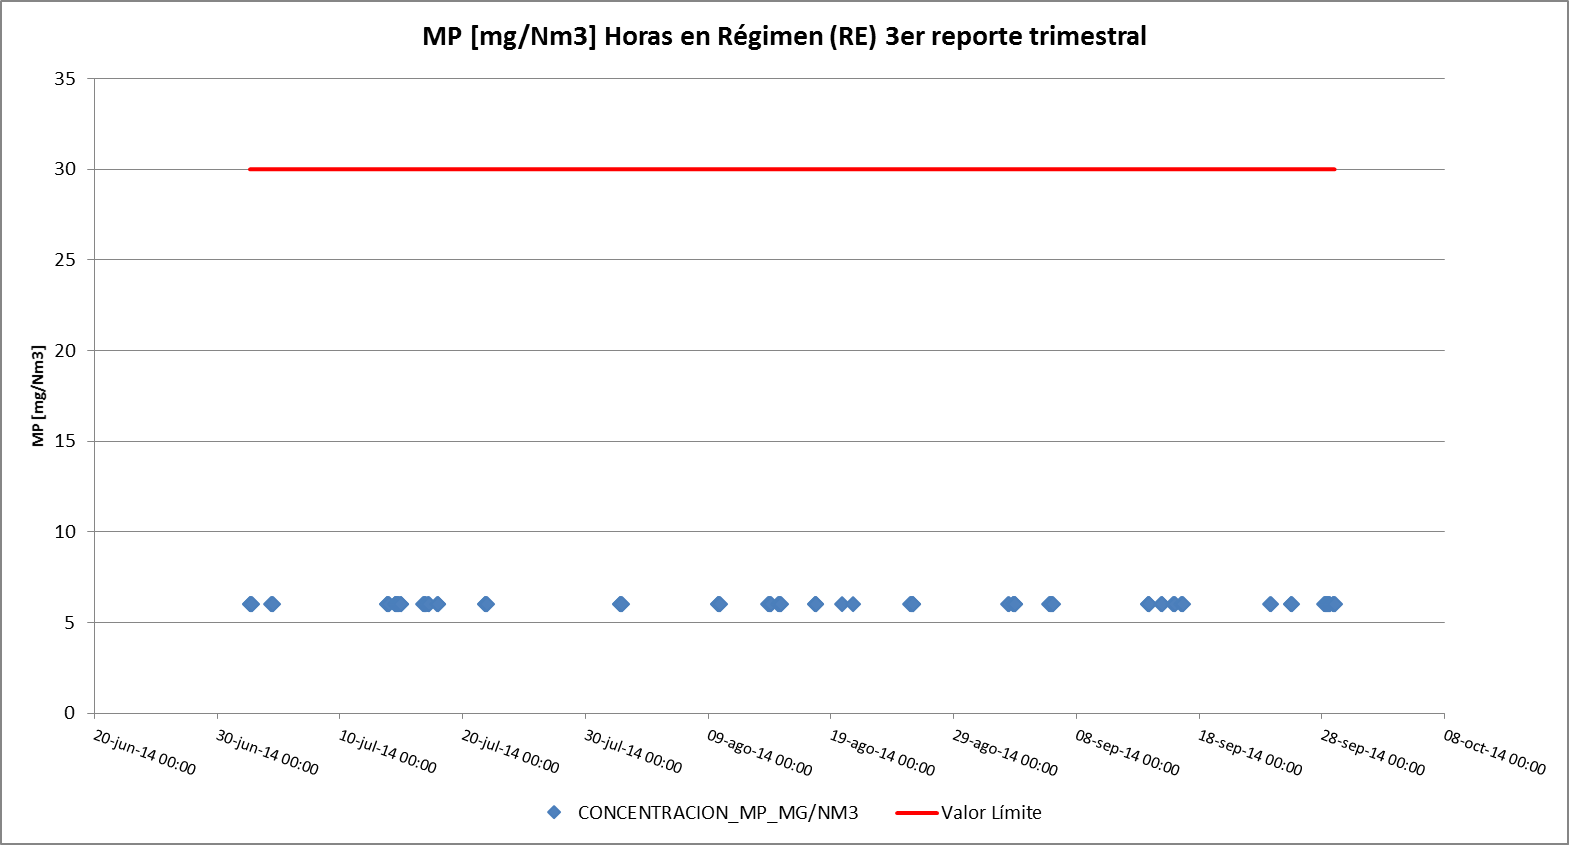 MP [mg/Nm3] Horas en Régimen (RE) 3er reporte trimestral
35
30
25
20
15
10
5
0
MP [mg/Nm3]
20-jun-14 00:00
30-jun-14 00:00
10-jul-14 00:00
20-jul-14 00:00
30-jul-14 00:00
09-ago-14 00:00
19-ago-14 00:00
29-ago-14 00:00
08-sep-14 00:00
18-sep-14 00:00
28-sep-14 00:00
08-oct-14 00:00
CONCENTRACION_MP_MG/NM3
Valor Límite